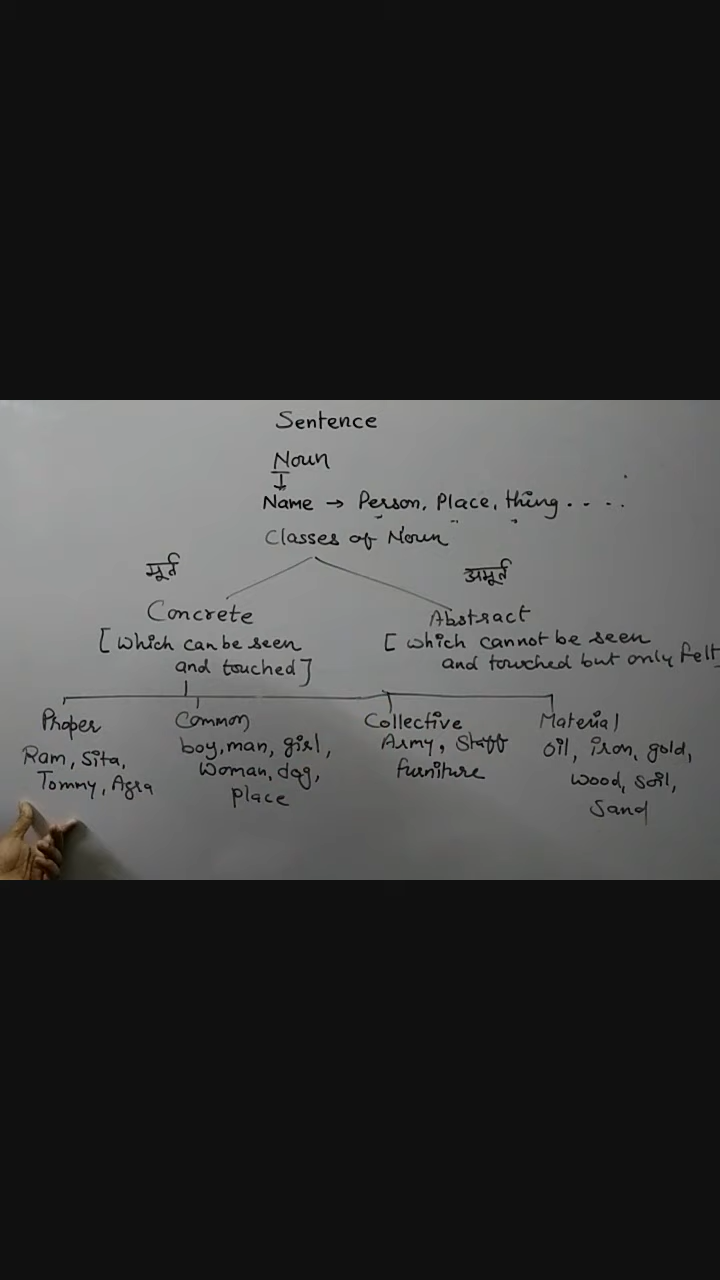 Sentence
Noun
Name → Person, Place, thing.....
Classes of Noun
मूर्त अमूर्त
Concrete Abstract
[which can be seen
and touched]
[which cannot be seen
and touched but only felt]
Proper Common Collective Material
Ram, Sita,
Tommy, Agra
boy, man, girl,
Woman, dog,
place
Army, Staff
furniture
oil, iron, gold,
wood, soil,
Sand